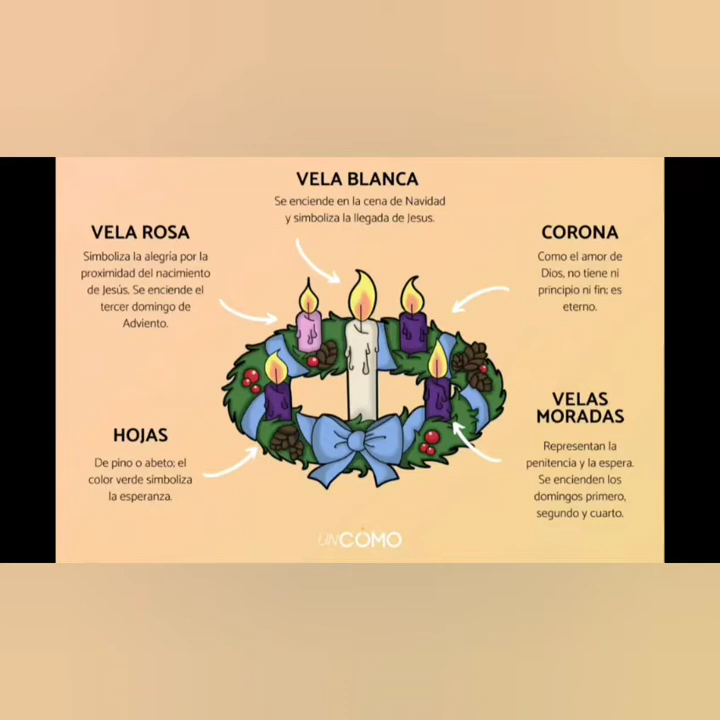 VELA BLANCA
Se enciende en la cena de Navidad
y simboliza la llegada de Jesus.
VELA ROSA
Simboliza la alegría por la
proximidad del nacimiento
de Jesús. Se enciende el
tercer domingo de
Adviento.
CORONA
Como el amor de
Dios, no tiene ni
principio ni fin; es
eterno.
HOJAS
De pino o abeto; el
color verde simboliza
la esperanza.
VELAS
MORADAS
Representan la
penitencia y la espera.
Se encienden los
domingos primero,
segundo y cuarto.
UNCOMO